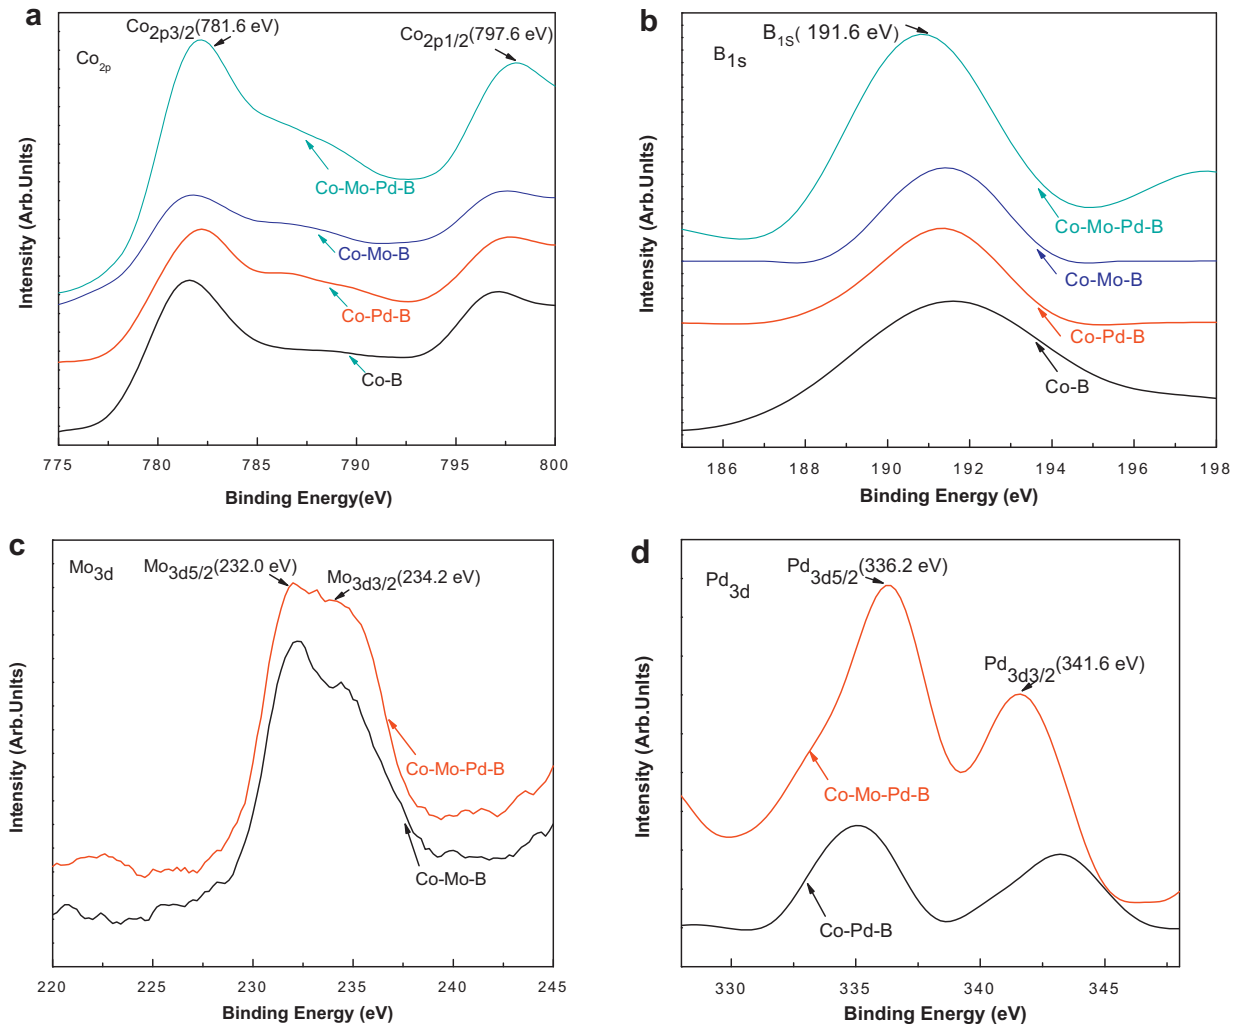 a
Co2p3/2(781.6 eV)
Co2p1/2(797.6eV)
Co2p
Co-Mo-Pd-B
Co-Mo-B
Co-Pd-B
Co-B
Intensity (Arb.Units)
775 780 785 790 795 800
Binding Energy(eV)
b
B1S( 191.6 eV)
B1s
Co-Mo-Pd-B
Co-Mo-B
Co-Pd-B
Co-B
Intensity (Arb.Units)
186 188 190 192 194 196 198
Binding Energy (eV)
c
Mo3d
Mo3d5/2(232.0 eV)
Mo3d3/2(234.2 eV)
Co-Mo-Pd-B
Co-Mo-B
Intensity (Arb.Units)
220 225 230 235 240 245
Binding Energy (eV)
d
Pd3d
Pd3d5/2(336.2 eV)
Pd3d3/2(341.6 eV)
Co-Mo-Pd-B
Co-Pd-B
Intensity (Arb.Units)
330 335 340 345
Binding Energy (eV)